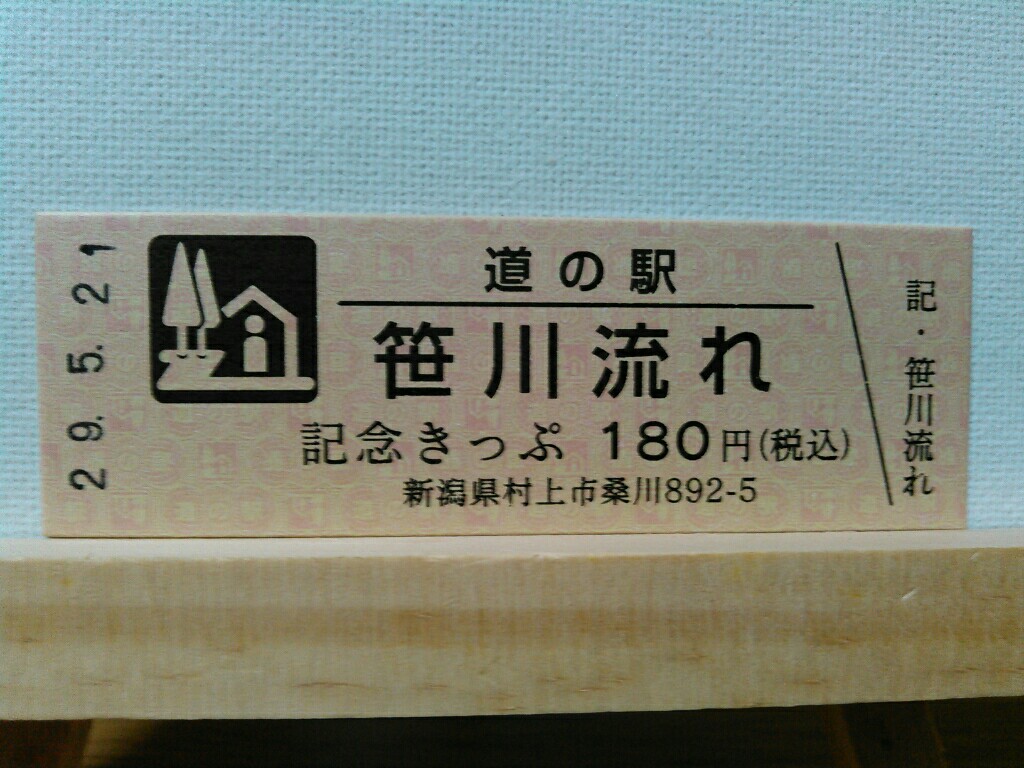 29.5.21
道の駅
笹川流れ
記念きっぷ 180円(税込)
新潟県村上市桑川892-5
記・笹川流れ